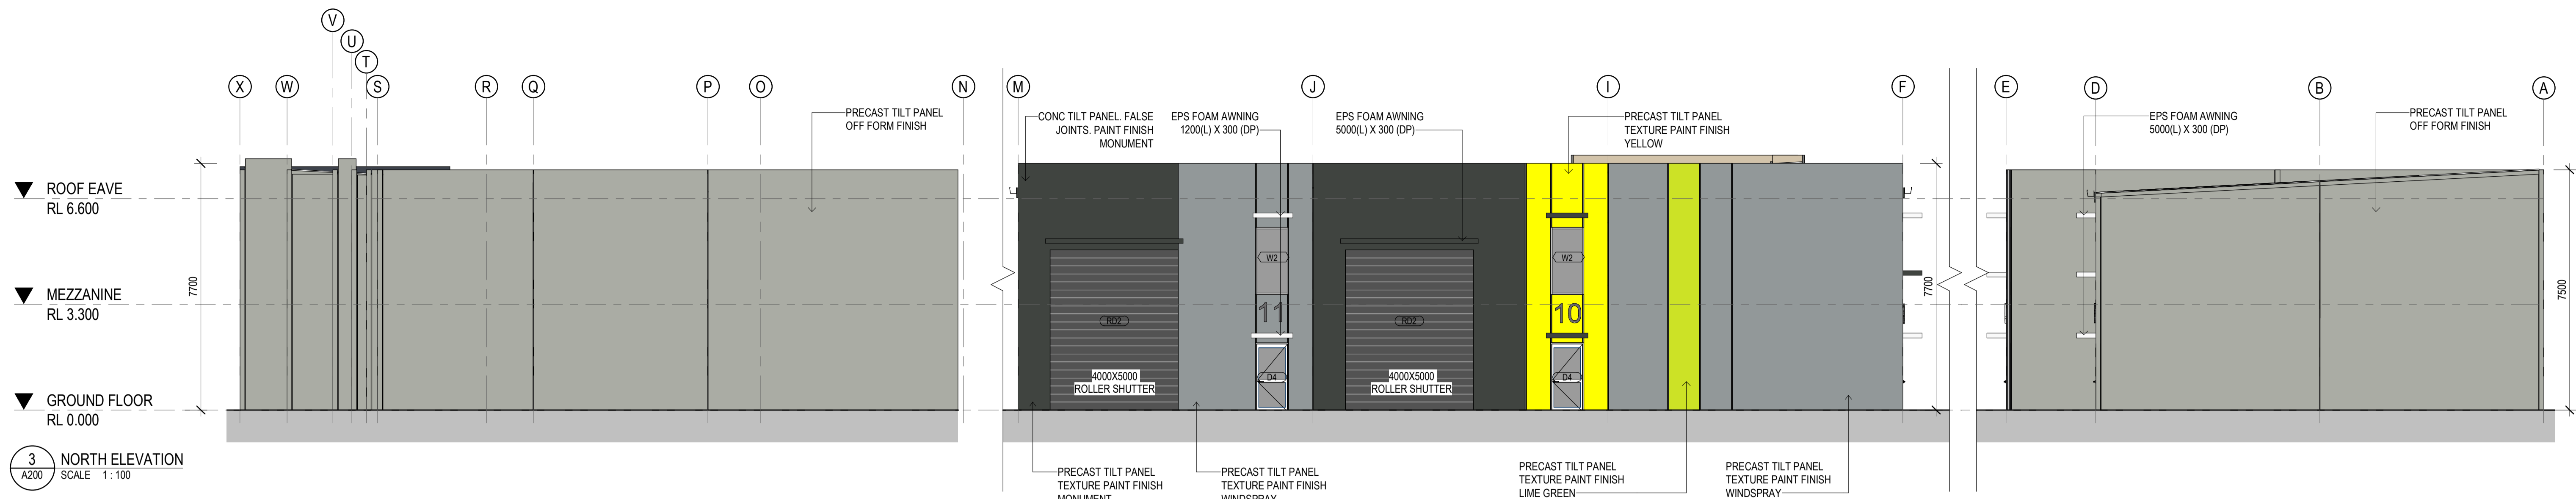 V
U
T
X
W
S
R
Q
P
O
N
M
J
I
F
E
D
B
A
PRECAST TILT PANEL
OFF FORM FINISH
CONC TILT PANEL. FALSE
JOINTS. PAINT FINISH
MONUMENT
EPS FOAM AWNING
1200(L) X 300 (DP)
EPS FOAM AWNING
5000(L) X 300 (DP)
PRECAST TILT PANEL
TEXTURE PAINT FINISH
YELLOW
EPS FOAM AWNING
5000(L) X 300 (DP)
PRECAST TILT PANEL
OFF FORM FINISH
ROOF EAVE
RL 6.600
MEZZANINE
RL 3.300
GROUND FLOOR
RL 0.000
7700
W2
W2
11
10
RD2
RD2
4000X5000
ROLLER SHUTTER
D4
4000X5000
ROLLER SHUTTER
D4
7700
7500
3
A200
NORTH ELEVATION
SCALE 1 : 100
PRECAST TILT PANEL
TEXTURE PAINT FINISH
MONUMENT
PRECAST TILT PANEL
TEXTURE PAINT FINISH
WINDSPRAY
PRECAST TILT PANEL
TEXTURE PAINT FINISH
LIME GREEN
PRECAST TILT PANEL
TEXTURE PAINT FINISH
WINDSPRAY